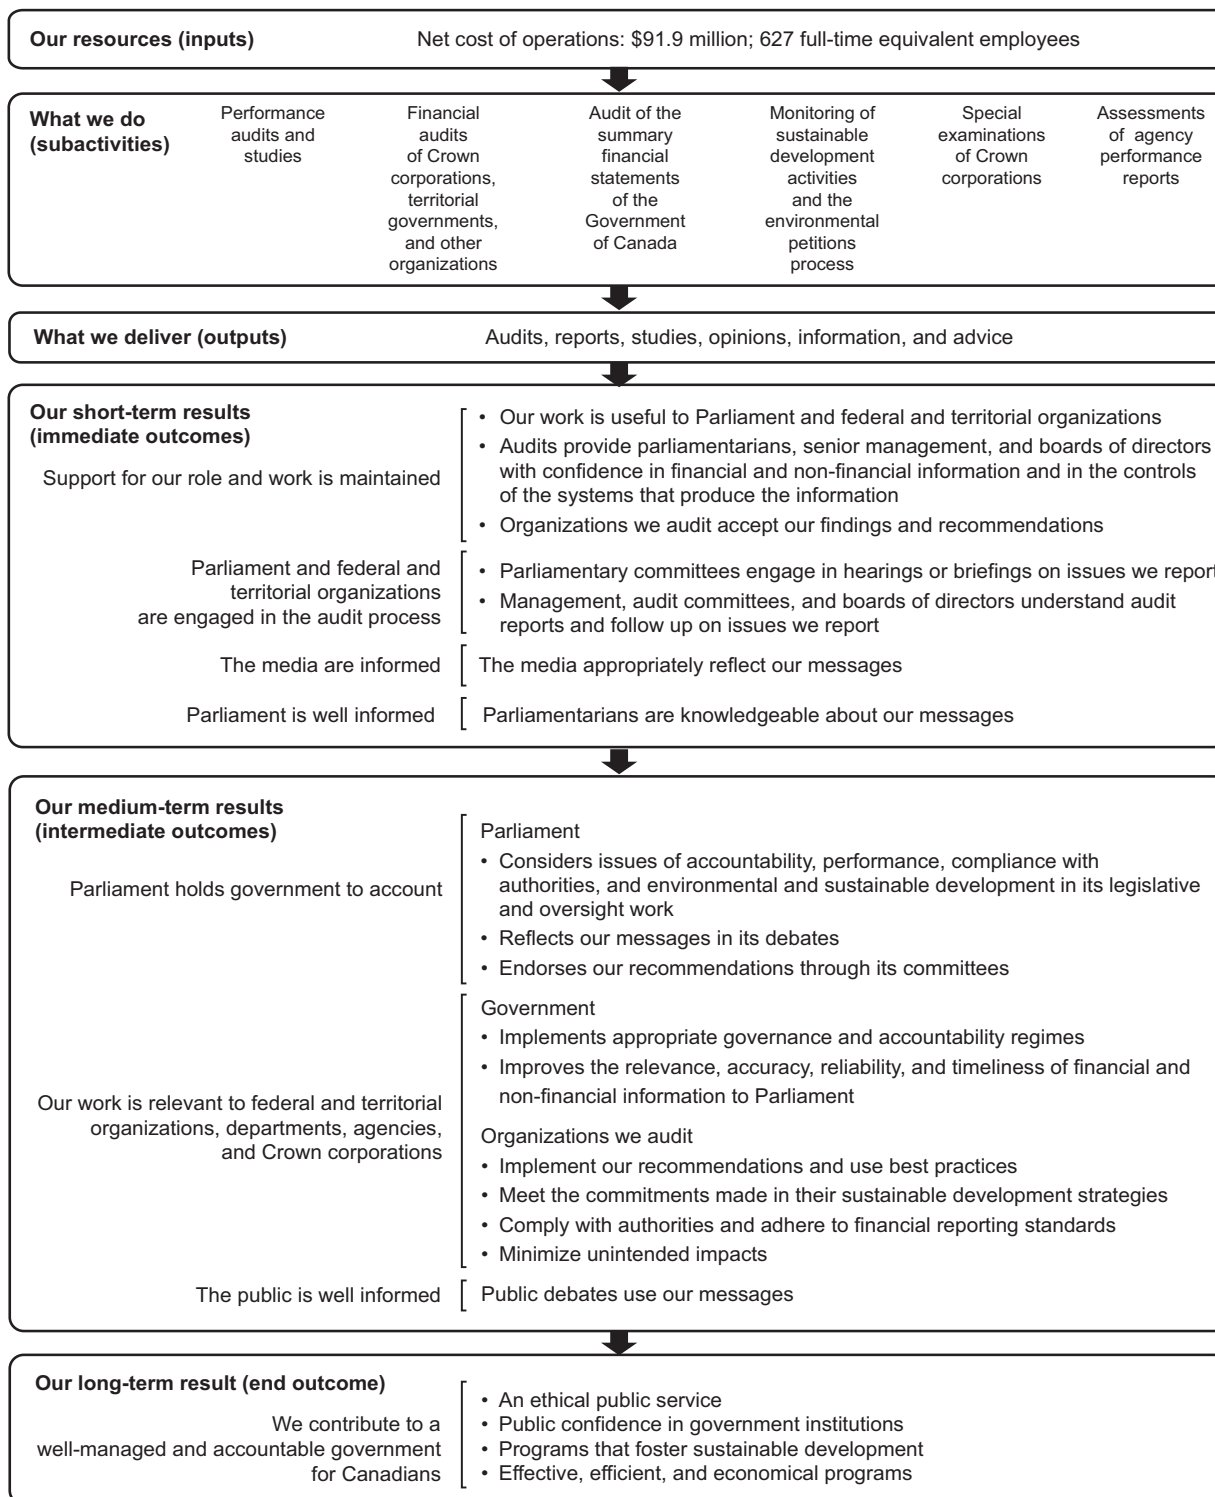 Our resources (inputs)
Net cost of operations: $91.9 million; 627 full-time equivalent employees
What we do
(subactivities)
Performance
audits and
studies
Financial
audits
of Crown
corporations,
territorial
governments,
and other
organizations
Audit of the
summary
financial
statements
of the
Government
of Canada
Monitoring of
sustainable
development
activities
and the
environmental
petitions
process
Special
examinations
of Crown
corporations
Assessments
of agency
performance
reports
What we deliver (outputs)
Audits, reports, studies, opinions, information, and advice
Our short-term results
(immediate outcomes)
Support for our role and work is maintained
• Our work is useful to Parliament and federal and territorial organizations
• Audits provide parliamentarians, senior management, and boards of directors
with confidence in financial and non-financial information and in the controls
of the systems that produce the information
• Organizations we audit accept our findings and recommendations
Parliament and federal and
territorial organizations
are engaged in the audit process
• Parliamentary committees engage in hearings or briefings on issues we report
• Management, audit committees, and boards of directors understand audit
reports and follow up on issues we report
The media are informed
The media appropriately reflect our messages
Parliament is well informed
Parliamentarians are knowledgeable about our messages
Our medium-term results
(intermediate outcomes)
Parliament holds government to account
Parliament
• Considers issues of accountability, performance, compliance with
authorities, and environmental and sustainable development in its legislative
and oversight work
• Reflects our messages in its debates
• Endorses our recommendations through its committees
Our work is relevant to federal and territorial
organizations, departments, agencies,
and Crown corporations
Government
• Implements appropriate governance and accountability regimes
• Improves the relevance, accuracy, reliability, and timeliness of financial and
non-financial information to Parliament
Organizations we audit
• Implement our recommendations and use best practices
• Meet the commitments made in their sustainable development strategies
• Comply with authorities and adhere to financial reporting standards
• Minimize unintended impacts
The public is well informed
Public debates use our messages
Our long-term result (end outcome)
We contribute to a
well-managed and accountable government
for Canadians
• An ethical public service
• Public confidence in government institutions
• Programs that foster sustainable development
• Effective, efficient, and economical programs